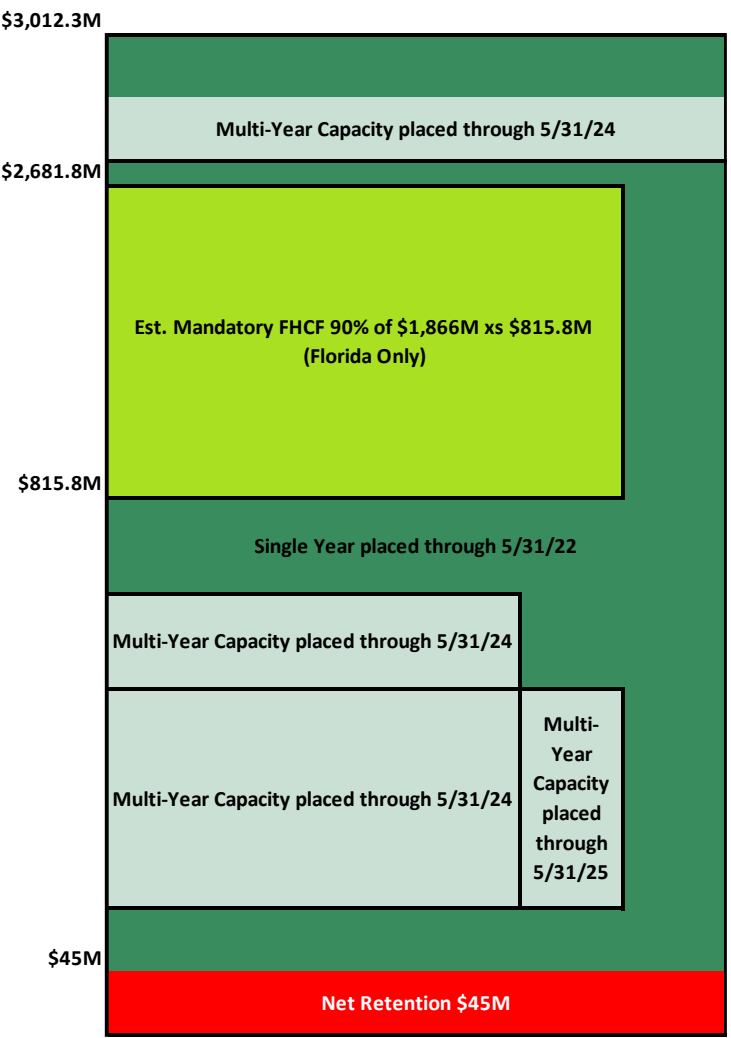 $3,012.3M
Multi-Year Capacity placed through 5/31/24
$2,681.8M
Est. Mandatory FHCF 90% of $1,866M xs $815.8M
(Florida Only)
$815.8M
Single Year placed through 5/31/22
Multi-Year Capacity placed through 5/31/24
Multi-Year Capacity placed through 5/31/24
Multi-
Year
Capacity
placed
through
5/31/25
$45M
Net Retention $45M